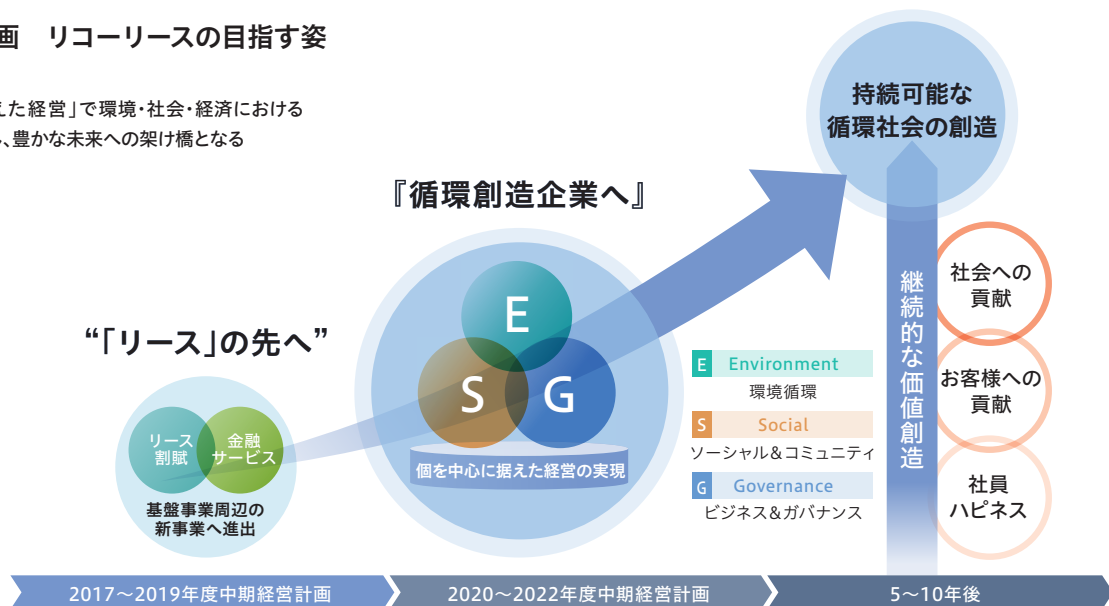 画 リコーリースの目指す姿
えた経営」で環境・社会・経済における
、豊かな未来への架け橋となる
持続可能な
循環社会の創造
『循環創造企業へ』
“「リース」の先へ”
E
S
G
リース
割賦
金融
サービス
個を中心に据えた経営の実現
基盤事業周辺の
新事業へ進出
E Environment
環境循環
S Social
ソーシャル&コミュニティ
G Governance
ビジネス&ガバナンス
継続的な価値創造
社会への
貢献
お客様への
貢献
社員
ハピネス
2017〜2019年度中期経営計画
2020〜2022年度中期経営計画
5〜10年後